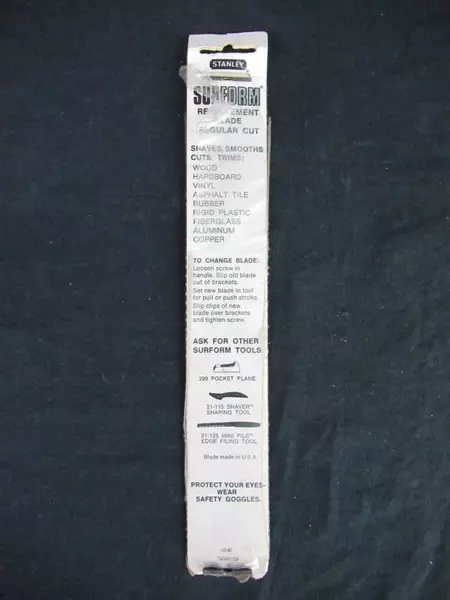 STANLEY
SURFORM
REPLACEMENT
BLADE
REGULAR CUT
SHAVES, SMOOTHS
CUTS, TRIMS:
WOOD
HARDBOARD
VINYL
ASPHALT TILE
RUBBER
RIGID PLASTIC
FIBERGLASS
ALUMINUM
COPPER
TO CHANGE BLADE:
Loosen screw in
handle. Slip old blade
out of brackets.
Set new blade in tool
for pull or push stroke.
Slip clips of new
blade over brackets
and tighten screw.
ASK FOR OTHER
SURFORM TOOLS:
399 POCKET PLANE
21-115 SHAVER™
SHAPING TOOL
21-125 MINI FILE™
EDGE FILING TOOL
Blade made in U.S.A.
PROTECT YOUR EYES-
WEAR
SAFETY GOGGLES.